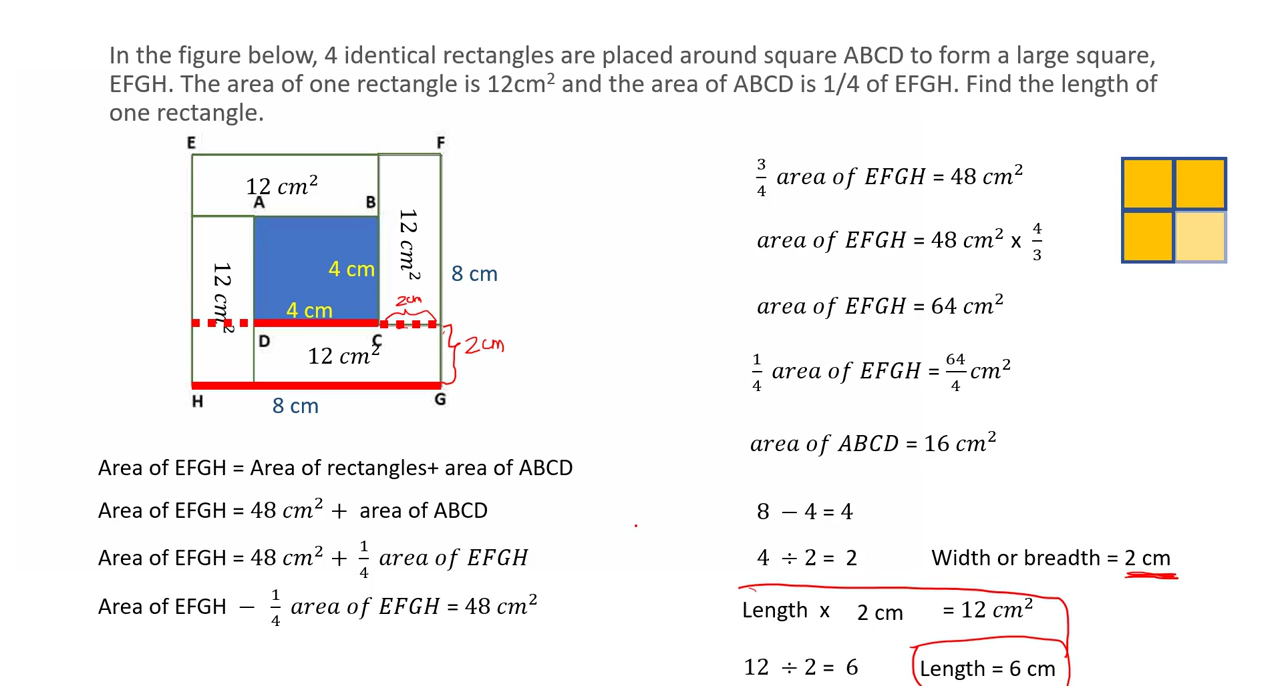 In the figure below, 4 identical rectangles are placed around square ABCD to form a large square,
EFGH. The area of one rectangle is 12cm² and the area of ABCD is 1/4 of EFGH. Find the length of
one rectangle.
E
F
12 cm²
A
B
12 cm²
12 cm²
4 cm
8 cm
2cm
4 cm
D
C
12 cm²
2cm
H
8 cm
G
Area of EFGH = Area of rectangles+ area of ABCD
Area of EFGH = 48 cm² + area of ABCD
Area of EFGH = 48 cm² + 1/4 area of EFGH
Area of EFGH − 1/4 area of EFGH = 48 cm²
3/4 area of EFGH = 48 cm²
area of EFGH = 48 cm² x 4/3
area of EFGH = 64 cm²
1/4 area of EFGH = 64/4 cm²
area of ABCD = 16 cm²
8 − 4 = 4
4 ÷ 2 = 2 Width or breadth = 2 cm
Length x 2 cm = 12 cm²
12 ÷ 2 = 6 Length = 6 cm